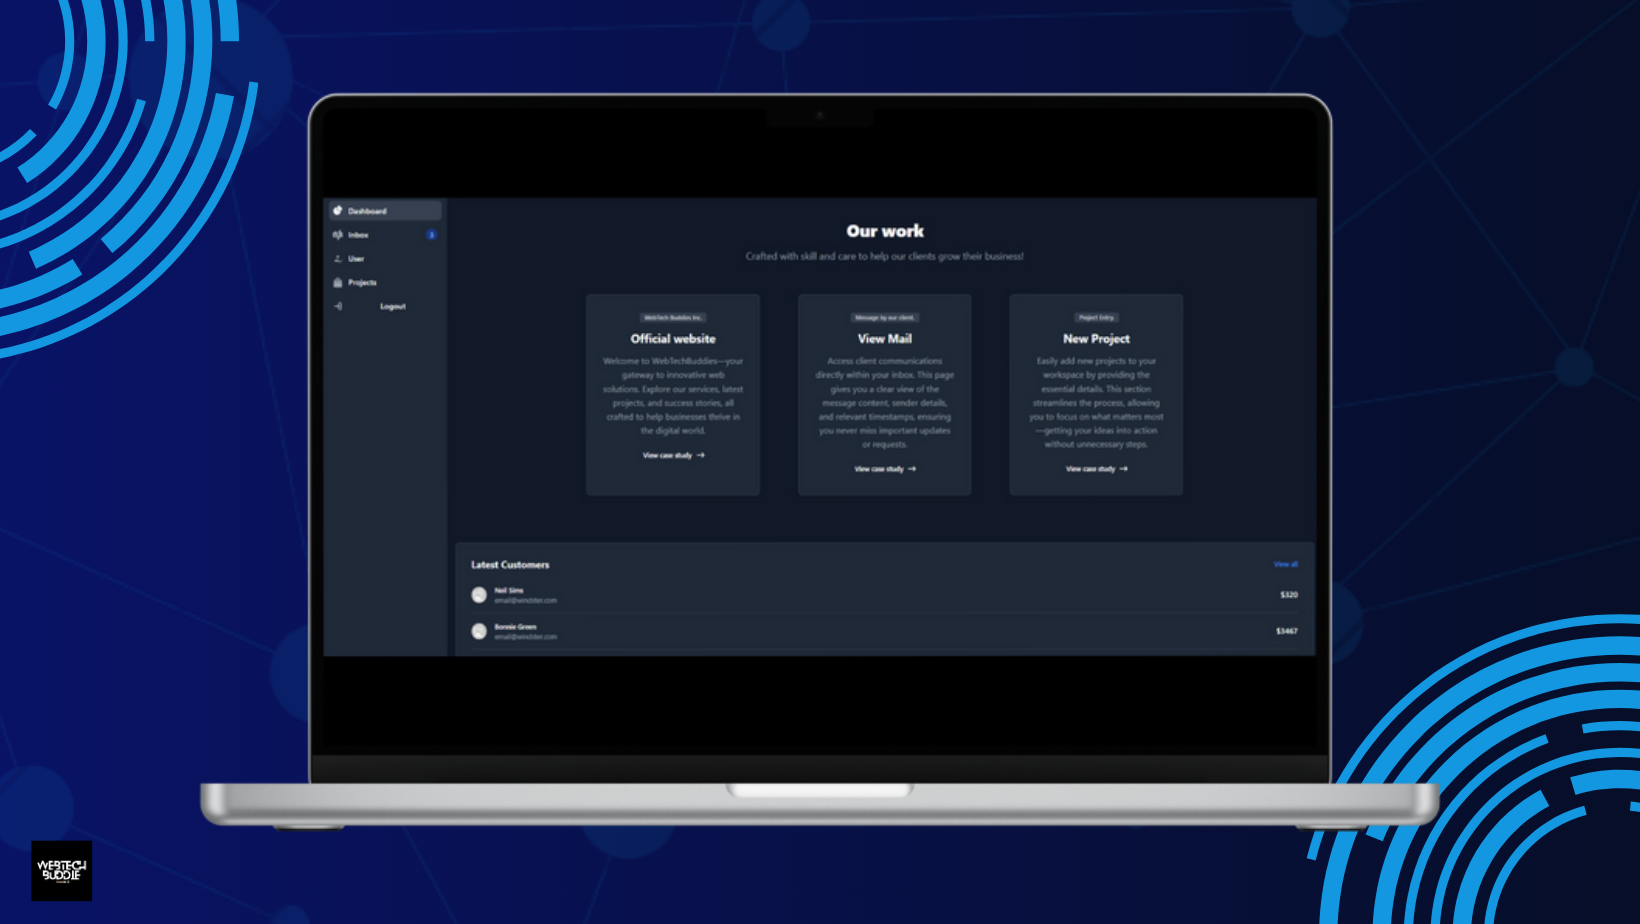 Dashboard
Inbox
3
User
Projects
Logout
Our work
Crafted with skill and care to help our clients grow their business!
WebTech Buddies Inc.
Official website
Welcome to WebTechBuddies—your
gateway to innovative web
solutions. Explore our services, latest
projects, and success stories, all
crafted to help businesses thrive in
the digital world.
View case study →
Message by our client.
View Mail
Access client communications
directly within your inbox. This page
gives you a clear view of the
message content, sender details,
and relevant timestamps, ensuring
you never miss important updates
or requests.
View case study →
Project Entry.
New Project
Easily add new projects to your
workspace by providing the
essential details. This section
streamlines the process, allowing
you to focus on what matters most
—getting your ideas into action
without unnecessary steps.
View case study →
Latest Customers
View all
Neil Sims
email@windster.com
$320
Bonnie Green
email@windster.com
$3467
WEBTECH
BUDDIE